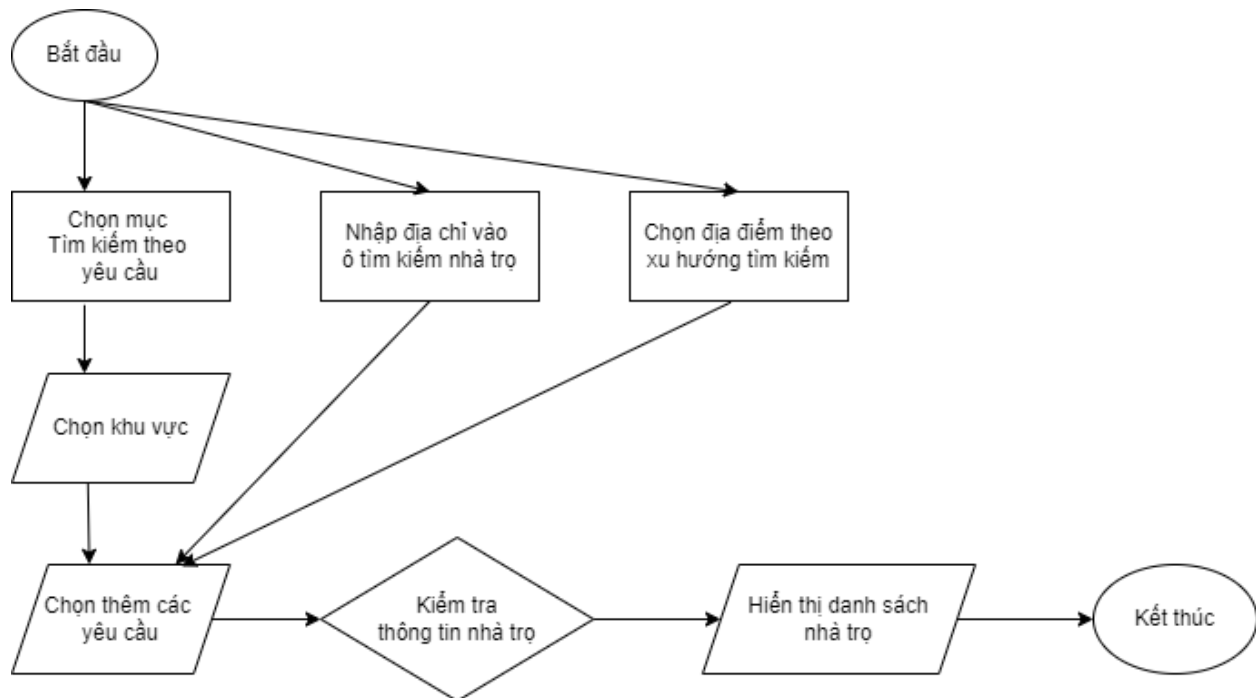 Bắt đầu
Chọn mục
Tìm kiếm theo
yêu cầu
Nhập địa chỉ vào
ô tìm kiếm nhà trọ
Chọn địa điểm theo
xu hướng tìm kiếm
Chọn khu vực
Chọn thêm các
yêu cầu
Kiểm tra
thông tin nhà trọ
Hiển thị danh sách
nhà trọ
Kết thúc